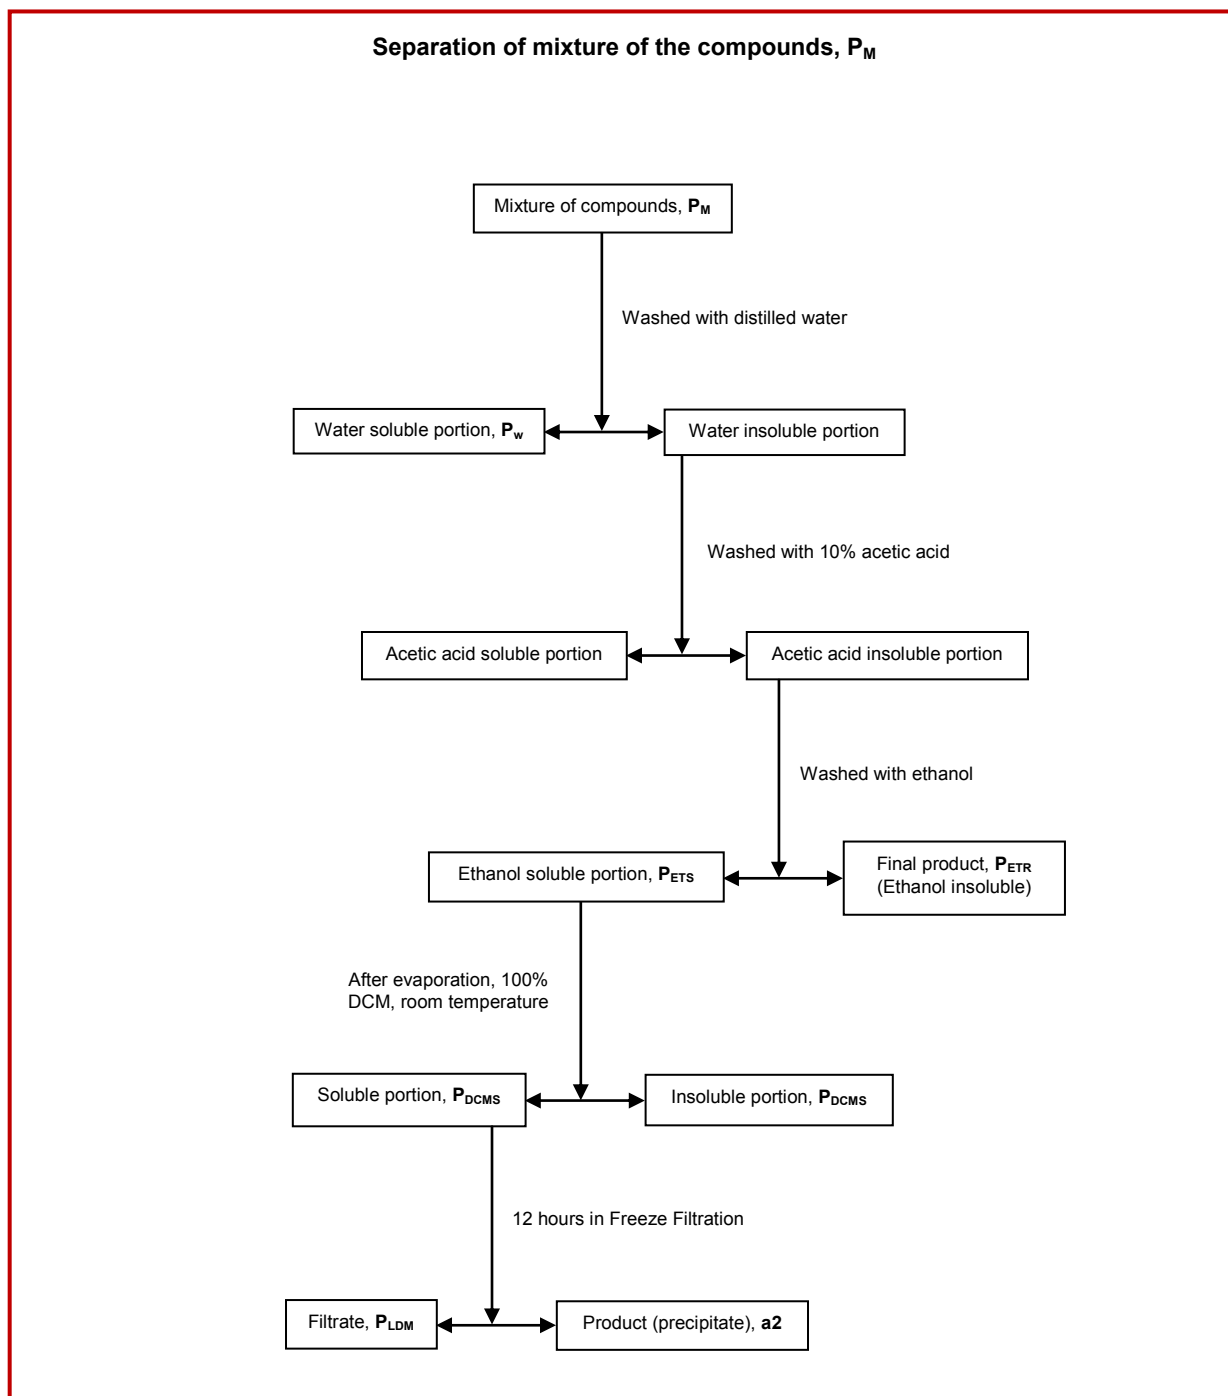 Separation of mixture of the compounds, PM
Mixture of compounds, PM
Washed with distilled water
Water soluble portion, Pw
Water insoluble portion
Washed with 10% acetic acid
Acetic acid soluble portion
Acetic acid insoluble portion
Washed with ethanol
Ethanol soluble portion, PETS
Final product, PETR
(Ethanol insoluble)
After evaporation, 100%
DCM, room temperature
Soluble portion, PDCMS
Insoluble portion, PDCMS
12 hours in Freeze Filtration
Filtrate, PLDM
Product (precipitate), a2